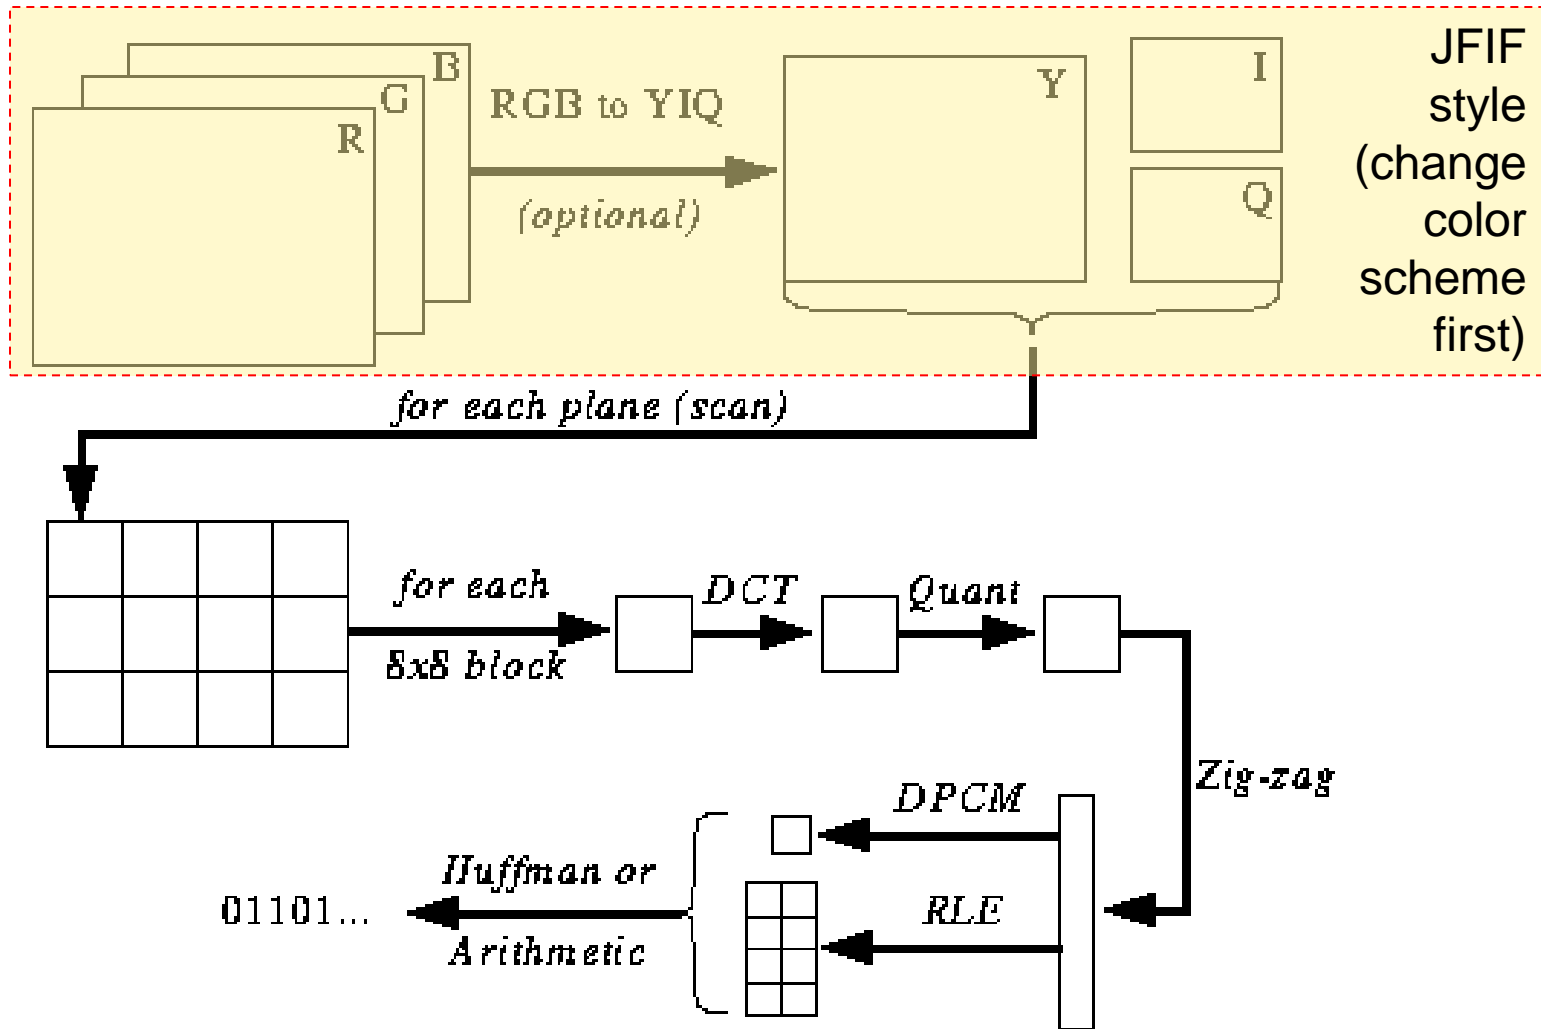 B
G
R
RGB to YIQ
(optional)
Y
I
Q
JFIF
style
(change
color
scheme
first)
for each plane (scan)
for each
8x8 block
DCT
Quant
Zig-zag
DPCM
RLE
Huffman or
Arithmetic
01101...